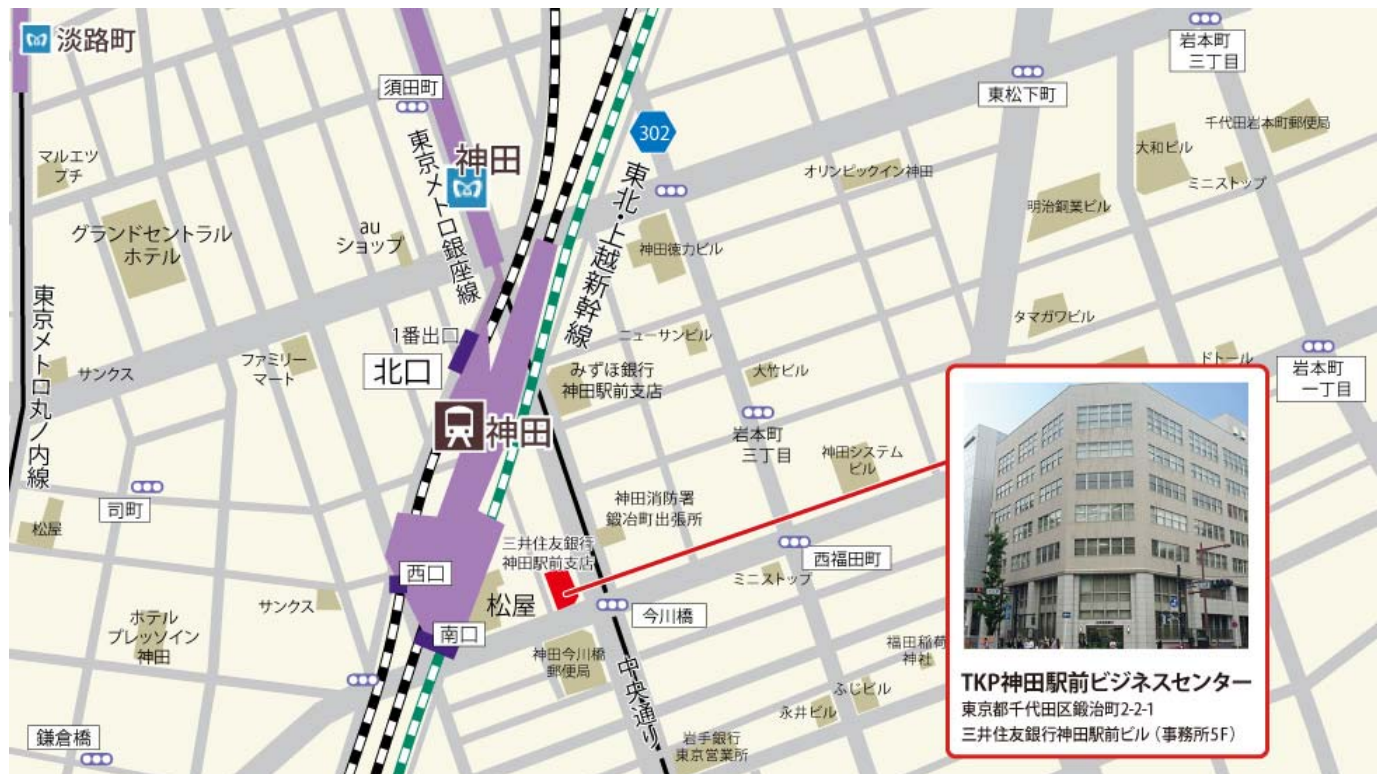 淡路町
須田町
302
岩本町
三丁目
東松下町
千代田岩本町郵便局
大和ビル
ミニストップ
明治銅業ビル
オリンピックイン神田
マルエツ
プチ
グランドセントラル
ホテル
au
ショップ
神田
東京メトロ銀座線
東北・上越新幹線
神田徳力ビル
東京メトロ丸ノ内線
サンクス
ファミリー
マート
1番出口
北口
ニューサンビル
みずほ銀行
神田駅前支店
大竹ビル
タマガワビル
ドトール
岩本町
一丁目
神田
岩本町
三丁目
神田システム
ビル
司町
松屋
神田消防署
鍛冶町出張所
三井住友銀行
神田駅前支店
西福田町
ミニストップ
西口
サンクス
松屋
今川橋
南口
ホテル
プレッソイン
神田
神田今川橋
郵便局
中央通り
福田稲荷
神社
ふじビル
永井ビル
岩手銀行
東京営業所
鎌倉橋
TKP神田駅前ビジネスセンター
東京都千代田区鍛治町2-2-1
三井住友銀行神田駅前ビル（事務所5F）